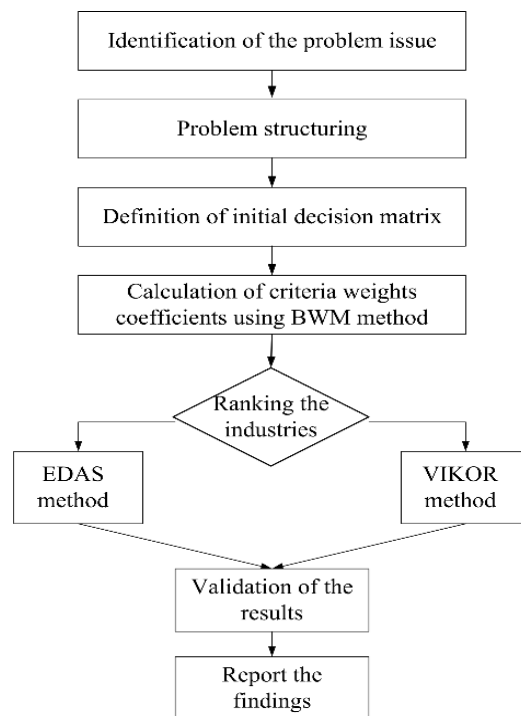 Identification of the problem issue
Problem structuring
Definition of initial decision matrix
Calculation of criteria weights
coefficients using BWM method
Ranking the
industries
EDAS
method
VIKOR
method
Validation of the
results
Report the
findings